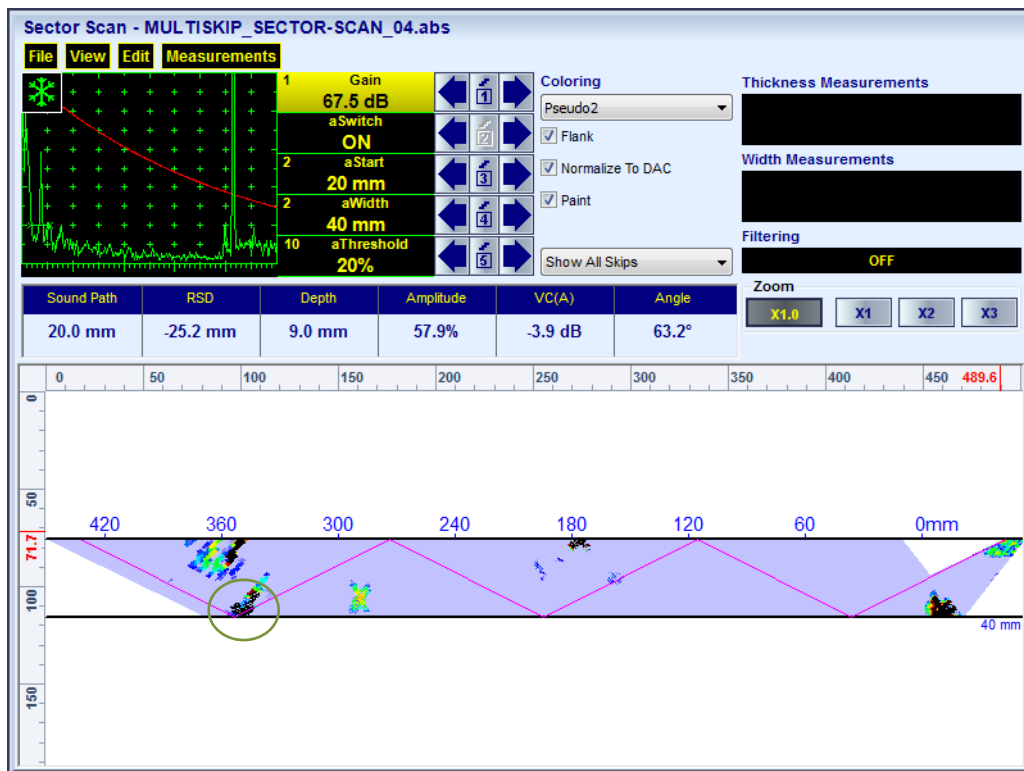 Sector Scan - MULTISKIP_SECTOR-SCAN_04.abs
File View Edit Measurements
1 Gain
67.5 dB
1
aSwitch
ON
2
2 aStart
20 mm
3
2 aWidth
40 mm
4
10 aThreshold
20%
5
Coloring
Pseudo2
Flank
Normalize To DAC
Paint
Show All Skips
Thickness Measurements
Width Measurements
Filtering
OFF
Zoom
X1.0 X1 X2 X3
Sound Path RSD Depth Amplitude VC(A) Angle
20.0 mm -25.2 mm 9.0 mm 57.9% -3.9 dB 63.2°
0 50 100 150 200 250 300 350 400 450 489.6
0
50
71.7
100
150
420 360 300 240 180 120 60 0mm
40 mm